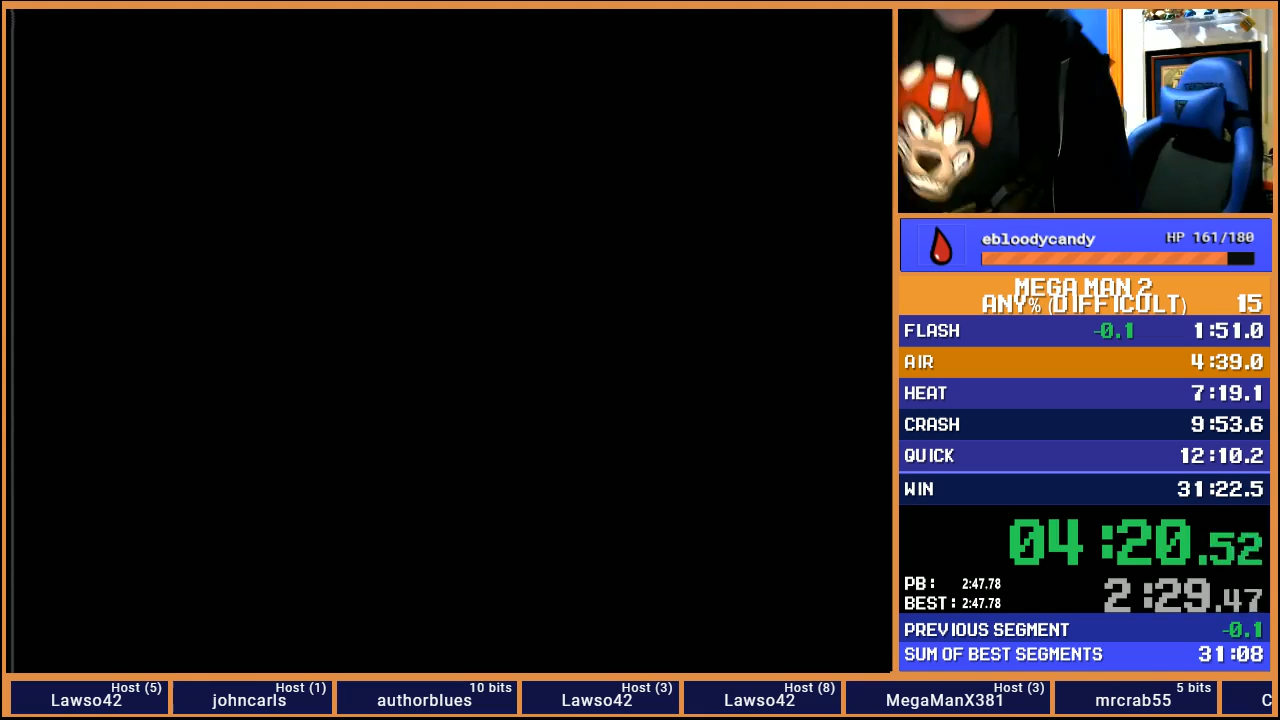 ebloodycandy HP 161/180
MEGA MAN 2
ANY% (DIFFICULT) 15
FLASH -0.1 1:51.0
AIR 4:39.0
HEAT 7:19.1
CRASH 9:53.6
QUICK 12:10.2
WIN 31:22.5
04:20.52
PB: 2:47.78
BEST: 2:47.78
2:29.47
PREVIOUS SEGMENT -0.1
SUM OF BEST SEGMENTS 31:08
Host (5)
Lawso42
Host (1)
johncarls
10 bits
authorblues
Host (3)
Lawso42
Host (8)
Lawso42
Host (3)
MegaManX381
5 bits
mrcrab55
C